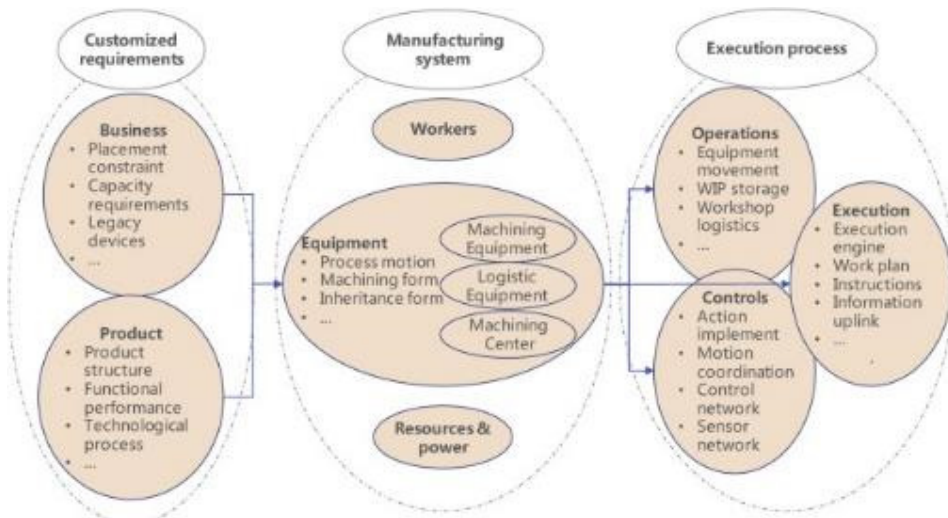 Customized
requirements
Manufacturing
system
Execution process
Business
• Placement
constraint
• Capacity
requirements
• Legacy
devices
• ...
Product
• Product
structure
• Functional
performance
• Technological
process
• ...
Workers
Equipment
• Process motion
• Machining form
• Inheritance form
• ...
Machining
Equipment
Logistic
Equipment
Machining
Center
Resources &
power
Operations
• Equipment
movement
• WIP storage
• Workshop
logistics
• ...
Execution
• Execution
engine
• Work plan
• Instructions
• Information
uplink
• ...
.
Controls
• Action
implement
• Motion
coordination
• Control
network
• Sensor
network